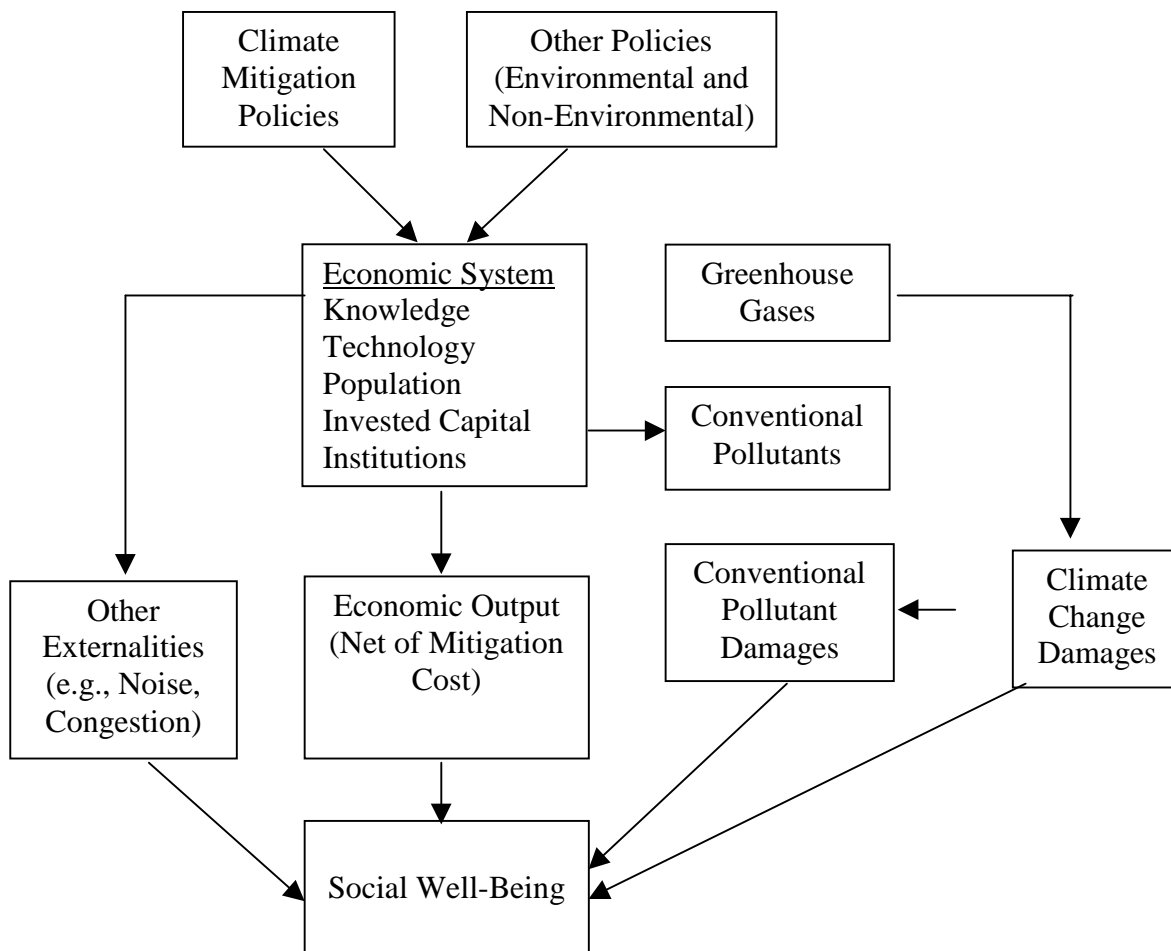 Climate
Mitigation
Policies
Other Policies
(Environmental and
Non-Environmental)
Economic System
Knowledge
Technology
Population
Invested Capital
Institutions
Greenhouse
Gases
Conventional
Pollutants
Other
Externalities
(e.g., Noise,
Congestion)
Economic Output
(Net of Mitigation
Cost)
Conventional
Pollutant
Damages
Climate
Change
Damages
Social Well-Being